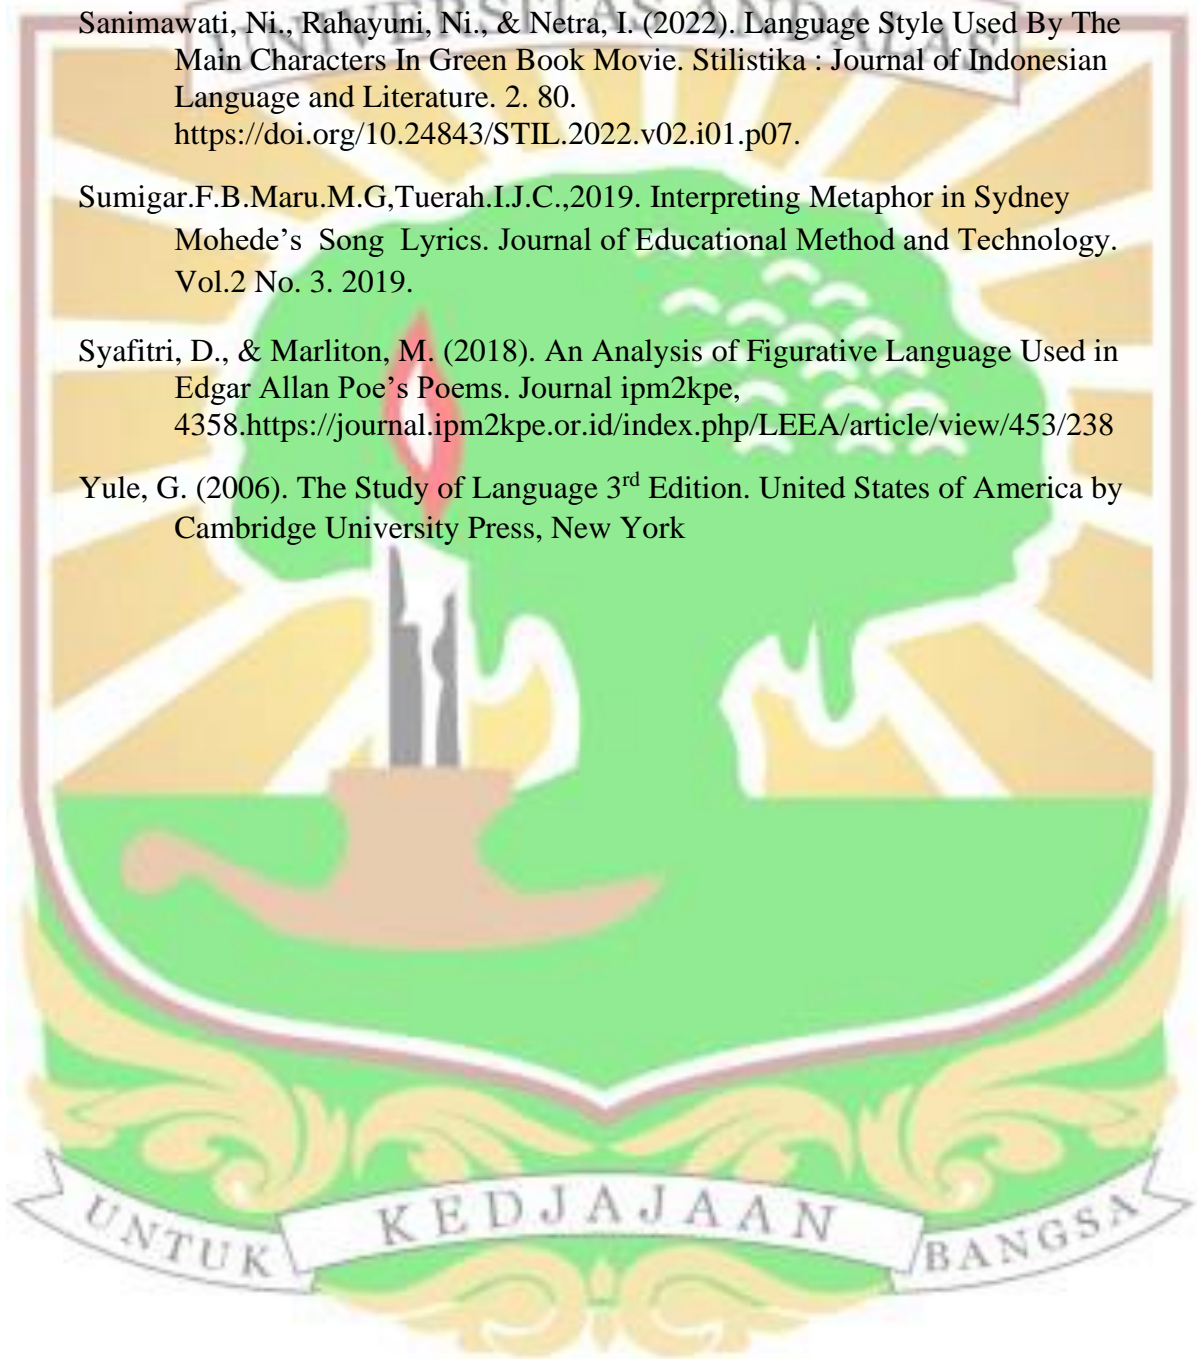 UNIVERSITAS ANDALAS
Sanimawati, Ni., Rahayuni, Ni., & Netra, I. (2022). Language Style Used By The
Main Characters In Green Book Movie. Stilistika : Journal of Indonesian
Language and Literature. 2. 80.
https://doi.org/10.24843/STIL.2022.v02.i01.p07.
Sumigar.F.B.Maru.M.G,Tuerah.I.J.C.,2019. Interpreting Metaphor in Sydney
Mohede’s Song Lyrics. Journal of Educational Method and Technology.
Vol.2 No. 3. 2019.
Syafitri, D., & Marliton, M. (2018). An Analysis of Figurative Language Used in
Edgar Allan Poe’s Poems. Journal ipm2kpe,
4358.https://journal.ipm2kpe.or.id/index.php/LEEA/article/view/453/238
Yule, G. (2006). The Study of Language 3rd Edition. United States of America by
Cambridge University Press, New York
UNTUK KEDJAJAAN BANGSA